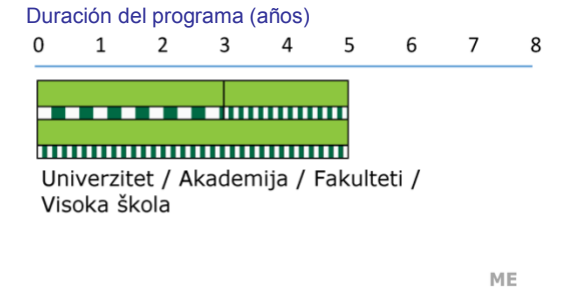 Duración del programa (años)
0 1 2 3 4 5 6 7 8
Univerzitet / Akademija / Fakulteti /
Visoka škola
ME